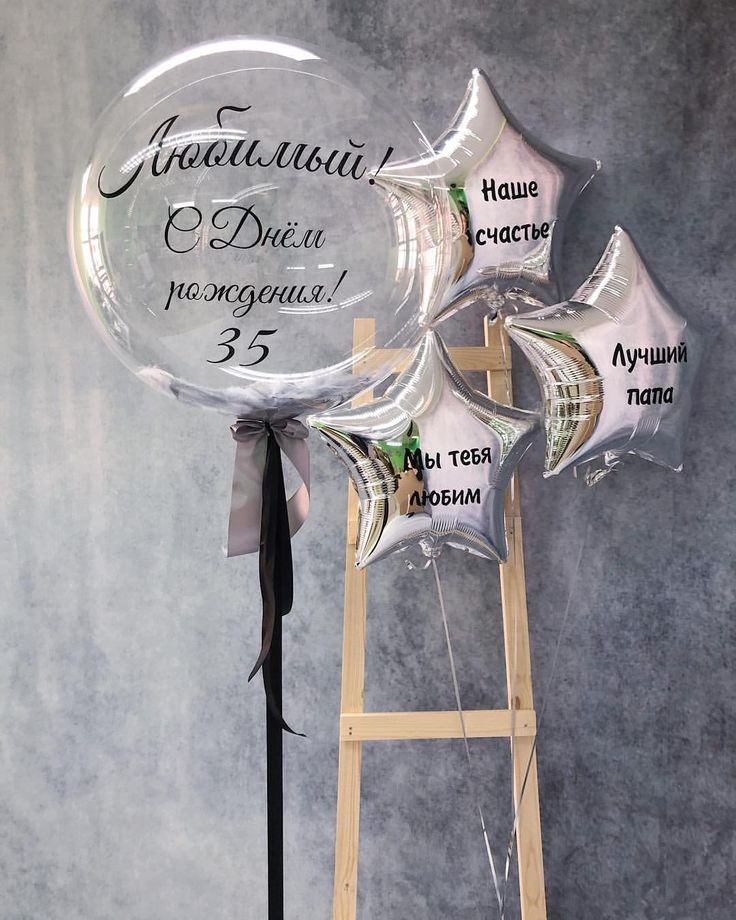 Любимый!
С Днём
рождения!
35
Наше
счастье
Лучший
папа
Мы тебя
любим